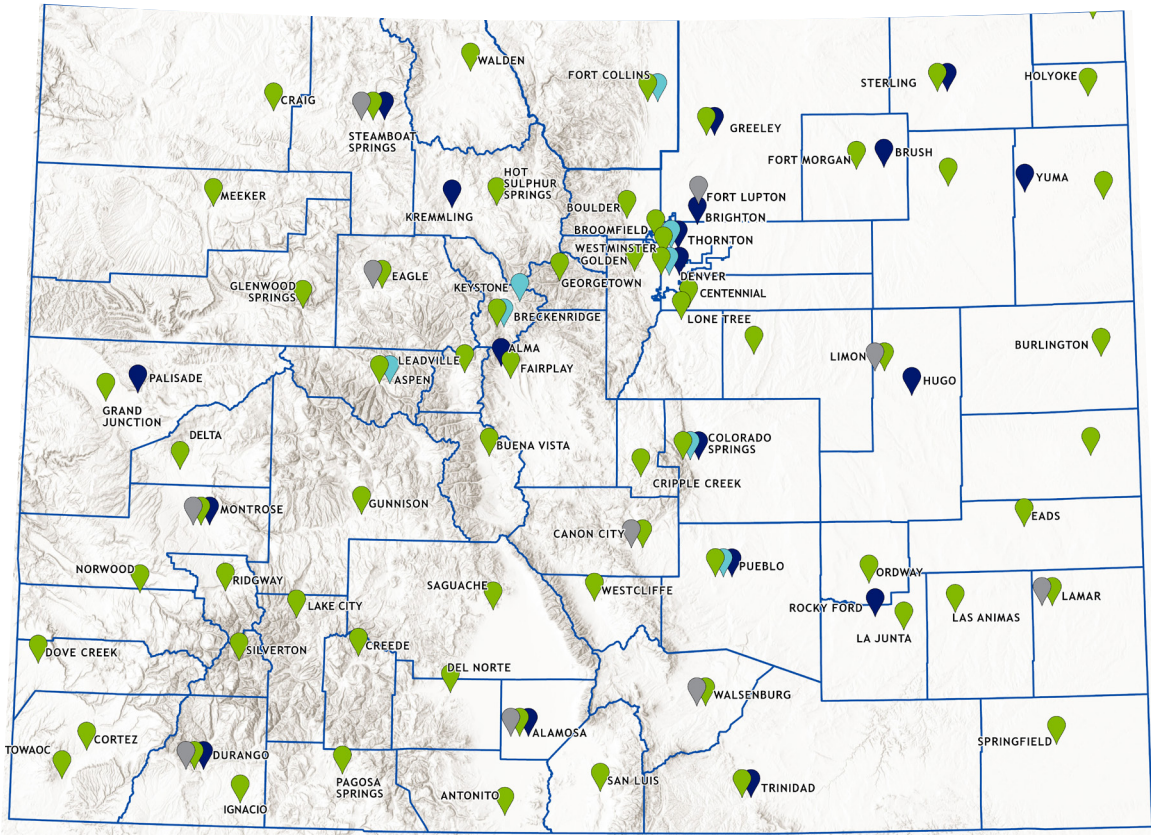 WALDEN
FORT COLLINS
STERLING
HOLYOKE
CRAIG
STEAMBOAT
SPRINGS
GREELEY
FORT MORGAN
BRUSH
HOT
SULPHUR
SPRINGS
YUMA
MEEKER
KREMMLING
BOULDER
FORT LUPTON
BRIGHTON
BROOMFIELD
THORNTON
WESTMINSTER
GOLDEN
DENVER
EAGLE
GEORGETOWN
GLENWOOD
SPRINGS
KEYSTONE
CENTENNIAL
BRECKENRIDGE
LONE TREE
ALMA
LEADVILLE
FAIRPLAY
ASPEN
LIMON
BURLINGTON
PALISADE
HUGO
GRAND
JUNCTION
DELTA
BUENA VISTA
COLORADO
SPRINGS
CRIPPLE CREEK
GUNNISON
MONTROSE
CANON CITY
EADS
PUEBLO
NORWOOD
RIDGWAY
SAGUACHE
WESTCLIFFE
ORDWAY
LAKE CITY
ROCKY FORD
LAMAR
LAS ANIMAS
LA JUNTA
DOVE CREEK
SILVERTON
CREEDE
DEL NORTE
WALSENBURG
ALAMOSA
CORTEZ
TOWAOC
DURANGO
SPRINGFIELD
PAGOSA
SPRINGS
SAN LUIS
TRINIDAD
IGNACIO
ANTONITO